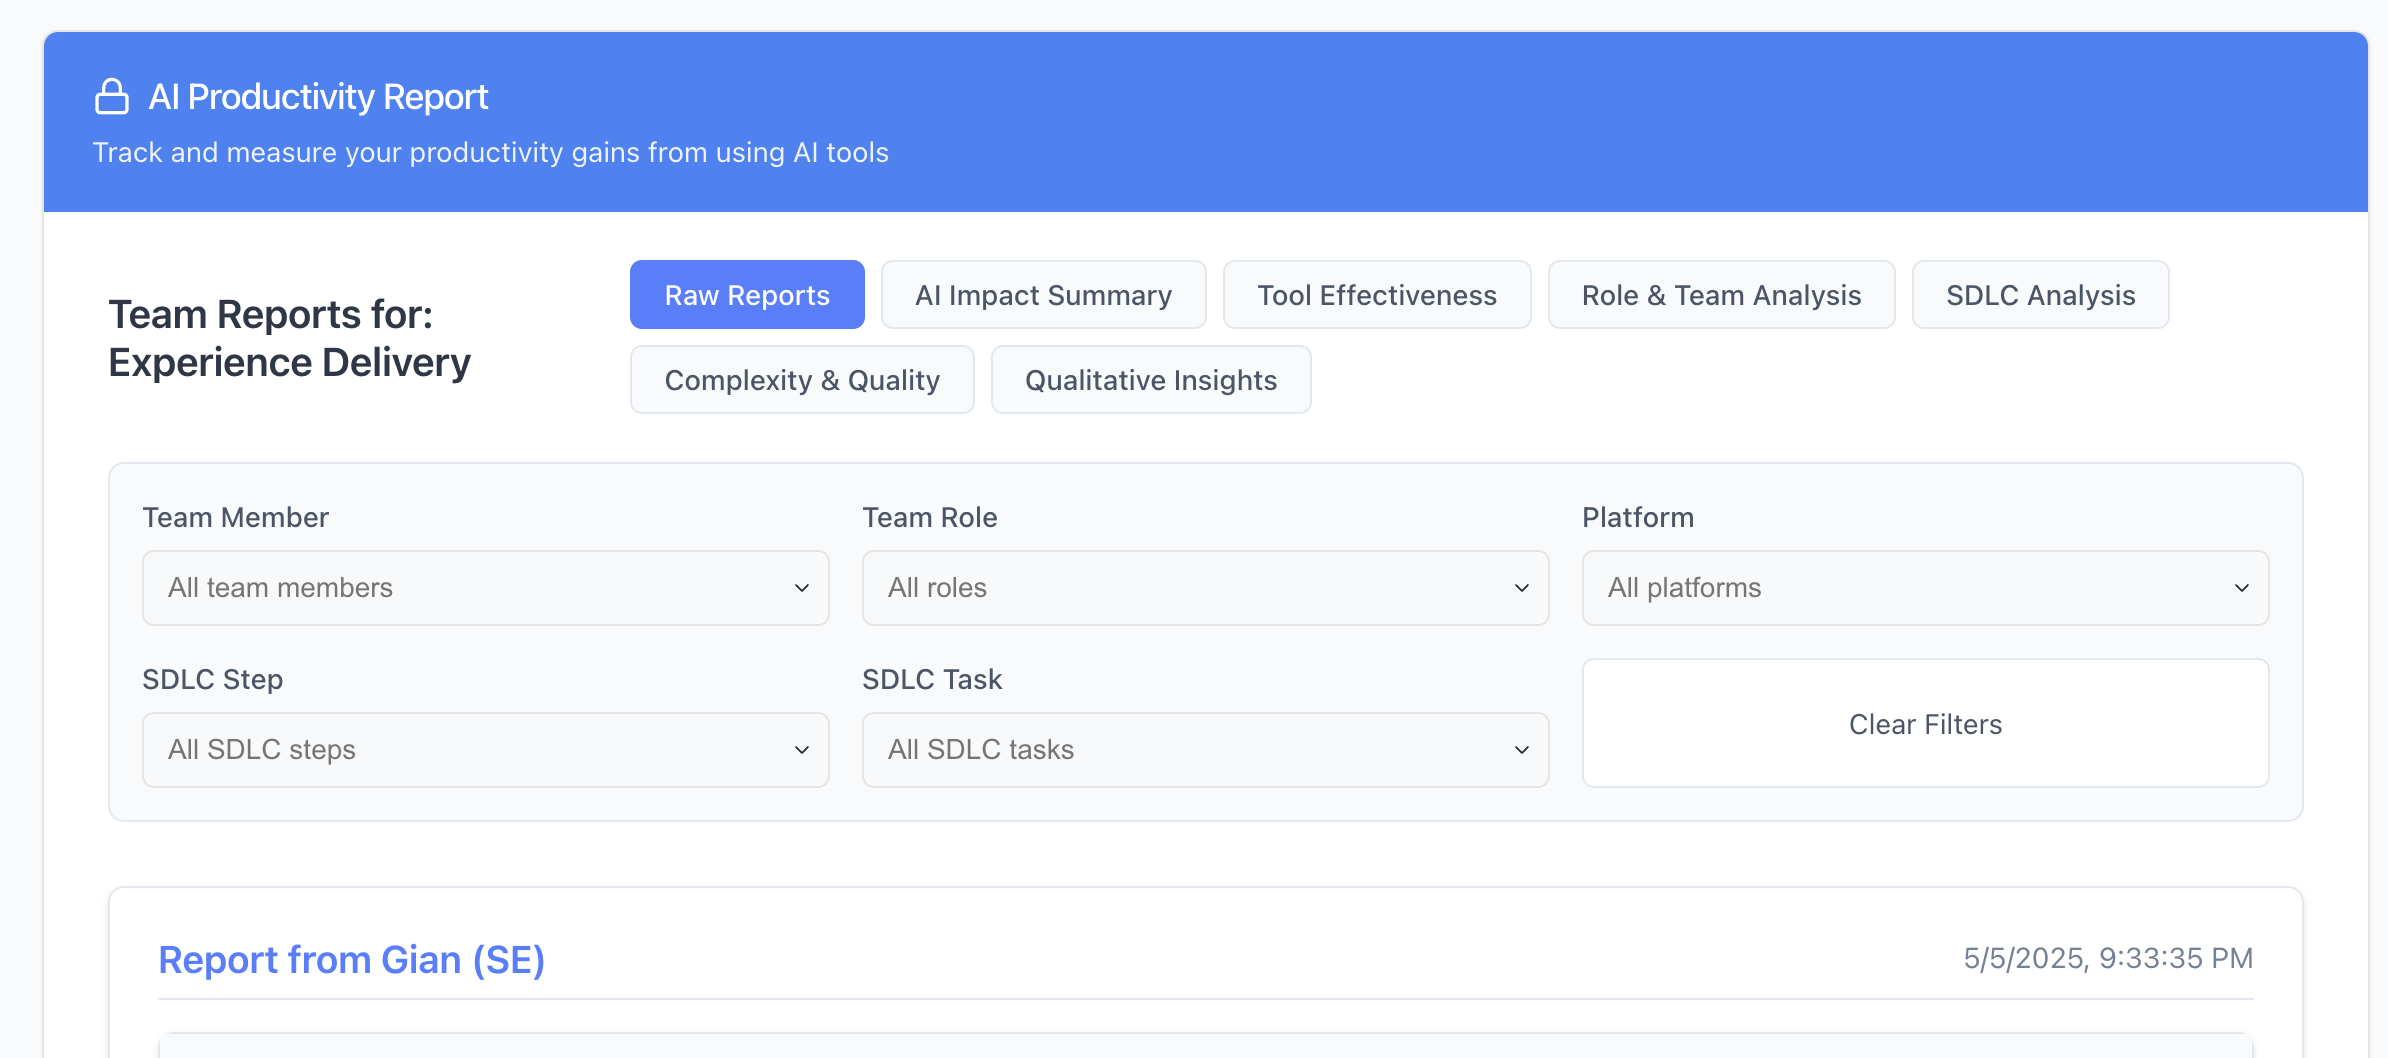 AI Productivity Report
Track and measure your productivity gains from using AI tools
Team Reports for:
Experience Delivery
Raw Reports
AI Impact Summary
Tool Effectiveness
Role & Team Analysis
SDLC Analysis
Complexity & Quality
Qualitative Insights
Team Member
All team members
Team Role
All roles
Platform
All platforms
SDLC Step
All SDLC steps
SDLC Task
All SDLC tasks
Clear Filters
Report from Gian (SE)
5/5/2025, 9:33:35 PM